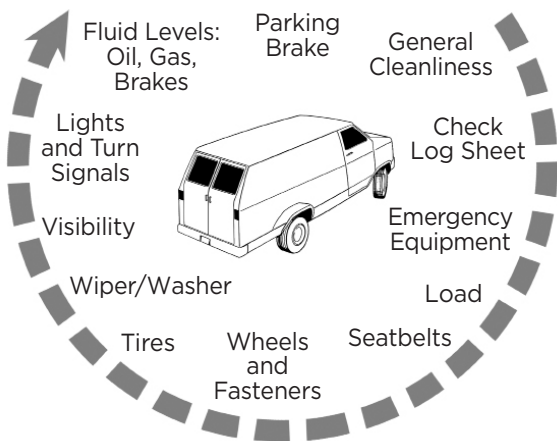 Fluid Levels:
Oil, Gas,
Brakes
Parking
Brake
General
Cleanliness
Lights
and Turn
Signals
Check
Log Sheet
Visibility
Emergency
Equipment
Wiper/Washer
Load
Tires
Wheels
and
Fasteners
Seatbelts